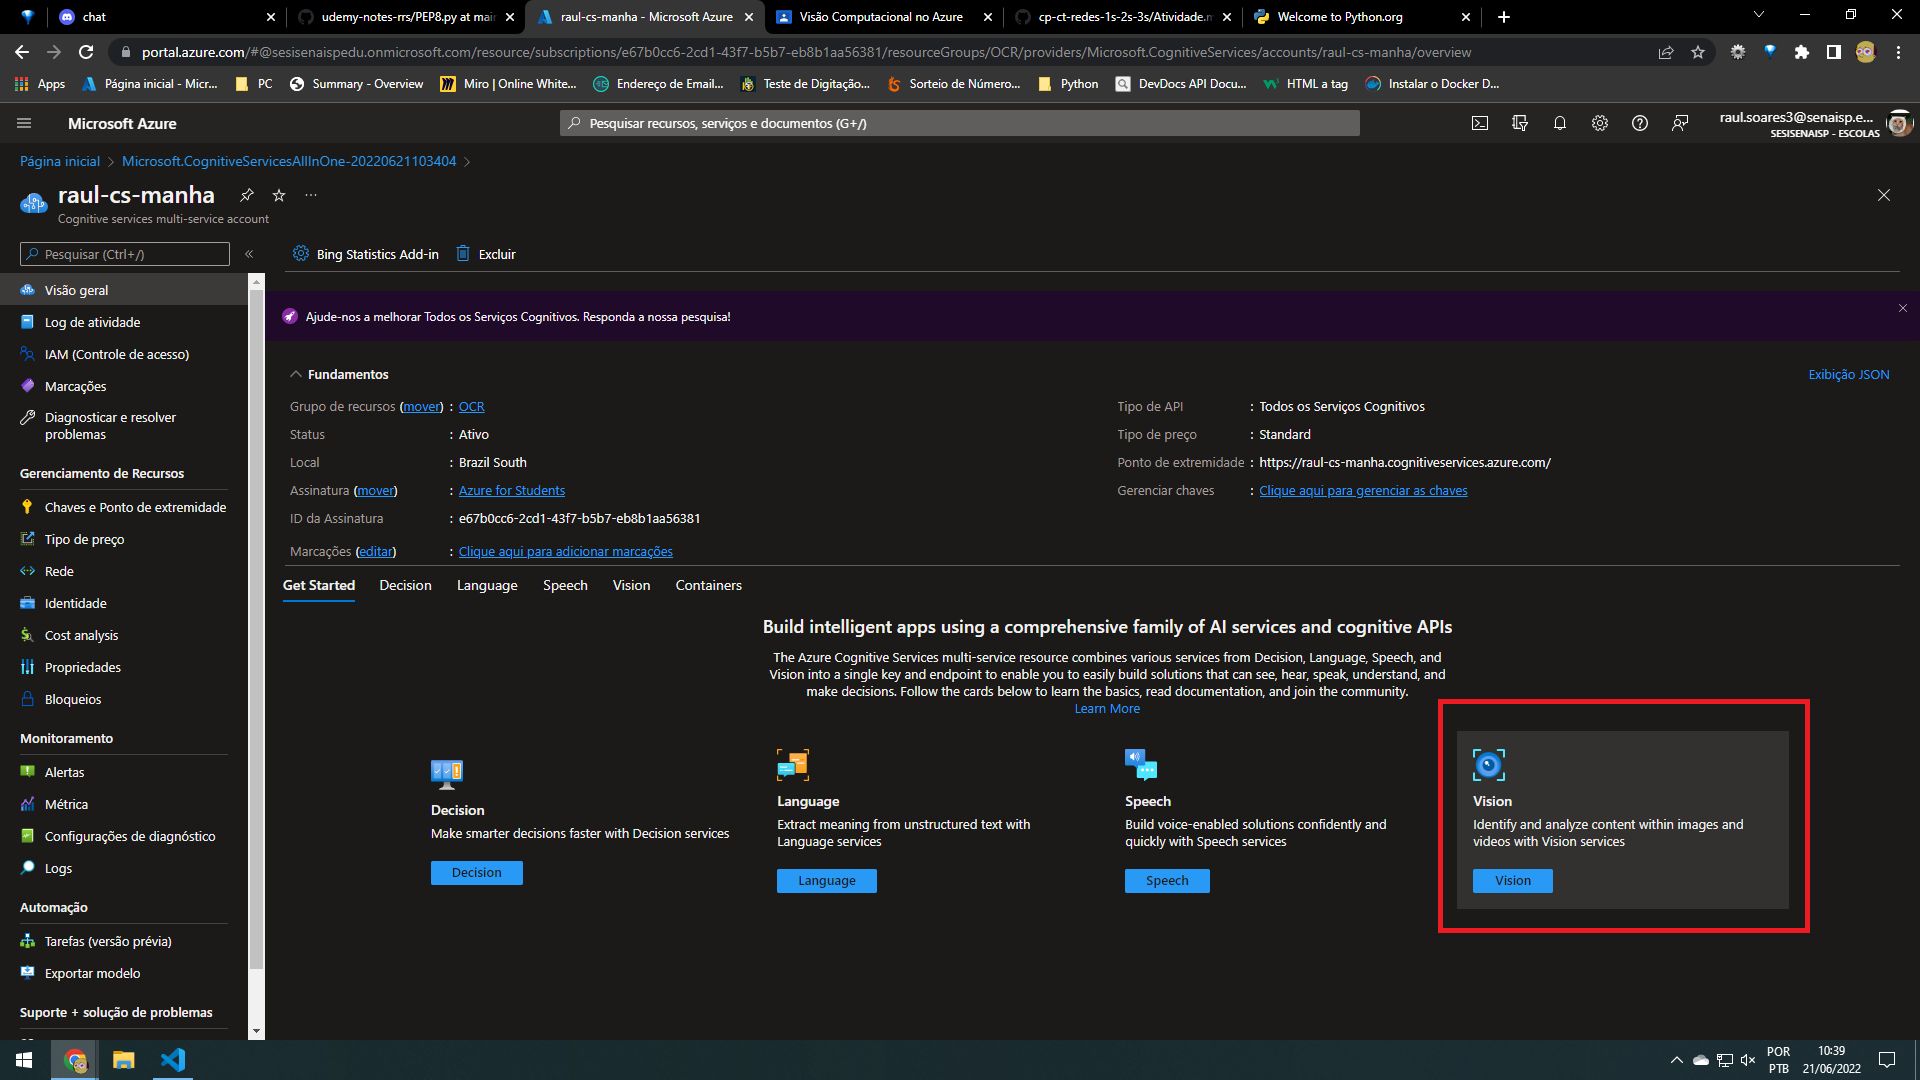 chat
udemy-notes-rrs/PEP8.py at mai
raul-cs-manha - Microsoft Azure
Visão Computacional no Azure
cp-ct-redes-1s-2s-3s/Atividade.m
Welcome to Python.org
portal.azure.com/#@sesisenaispedu.onmicrosoft.com/resource/subscriptions/e67b0cc6-2cd1-43f7-b5b7-eb8b1aa56381/resourceGroups/OCR/providers/Microsoft.CognitiveServices/accounts/raul-cs-manha/overview
Apps
Página inicial - Micr...
PC
Summary - Overview
Miro | Online White...
Endereço de Email...
Teste de Digitação...
Sorteio de Número...
Python
DevDocs API Docu...
HTML a tag
Instalar o Docker D...
Microsoft Azure
Pesquisar recursos, serviços e documentos (G+/)
raul.soares3@senaisp.e...
SESISENAISP - ESCOLAS
Página inicial > Microsoft.CognitiveServicesAllInOne-20220621103404 >
raul-cs-manha
Cognitive services multi-service account
Pesquisar (Ctrl+/)
Bing Statistics Add-in
Excluir
Visão geral
Log de atividade
IAM (Controle de acesso)
Marcações
Diagnosticar e resolver
problemas
Gerenciamento de Recursos
Chaves e Ponto de extremidade
Tipo de preço
Rede
Identidade
Cost analysis
Propriedades
Bloqueios
Monitoramento
Alertas
Métrica
Configurações de diagnóstico
Logs
Automação
Tarefas (versão prévia)
Exportar modelo
Suporte + solução de problemas
Ajude-nos a melhorar Todos os Serviços Cognitivos. Responda a nossa pesquisa!
Fundamentos
Exibição JSON
Grupo de recursos (mover) : OCR
Status : Ativo
Local : Brazil South
Assinatura (mover) : Azure for Students
ID da Assinatura : e67b0cc6-2cd1-43f7-b5b7-eb8b1aa56381
Marcações (editar) : Clique aqui para adicionar marcações
Tipo de API : Todos os Serviços Cognitivos
Tipo de preço : Standard
Ponto de extremidade : https://raul-cs-manha.cognitiveservices.azure.com/
Gerenciar chaves : Clique aqui para gerenciar as chaves
Get Started
Decision
Language
Speech
Vision
Containers
Build intelligent apps using a comprehensive family of AI services and cognitive APIs
The Azure Cognitive Services multi-service resource combines various services from Decision, Language, Speech, and
Vision into a single key and endpoint to enable you to easily build solutions that can see, hear, speak, understand, and
make decisions. Follow the cards below to learn the basics, read documentation, and join the community.
Learn More
Decision
Make smarter decisions faster with Decision services
Decision
Language
Extract meaning from unstructured text with
Language services
Language
Speech
Build voice-enabled solutions confidently and
quickly with Speech services
Speech
Vision
Identify and analyze content within images and
videos with Vision services
Vision
POR
PTB
10:39
21/06/2022